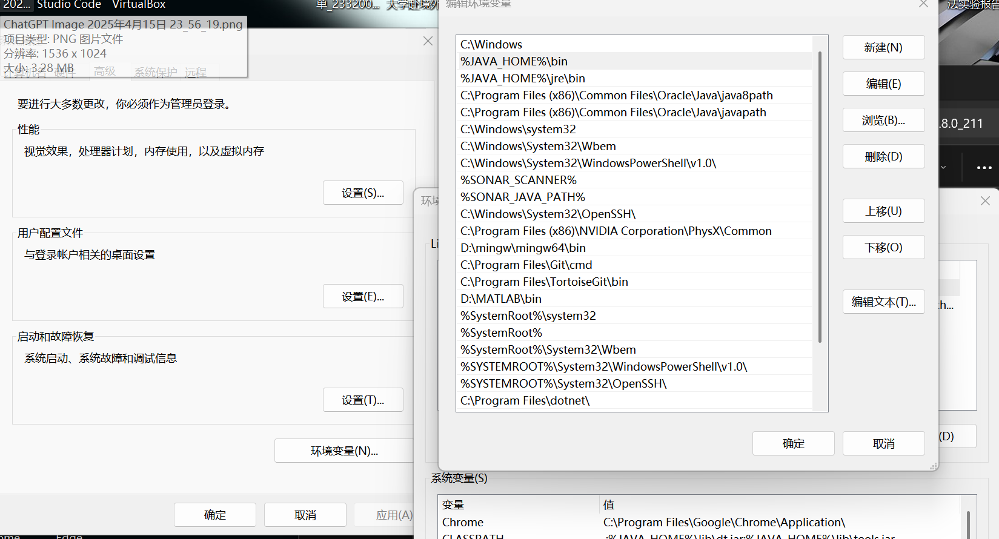 202... Studio Code VirtualBox
单_233200... 大学赴境外
法实验报告
ChatGPT Image 2025年4月15日 23_56_19.png
项目类型: PNG 图片文件
分辨率: 1536 x 1024
大小: 3.28 MB
计算机名 硬件 高级 系统保护 远程
要进行大多数更改，你必须作为管理员登录。
性能
视觉效果，处理器计划，内存使用，以及虚拟内存
设置(S)...
用户配置文件
与登录帐户相关的桌面设置
设置(E)...
启动和故障恢复
系统启动、系统故障和调试信息
设置(T)...
环境变量(N)...
确定
取消
应用(A)
Edge
编辑环境变量
C:\Windows
%JAVA_HOME%\bin
%JAVA_HOME%\jre\bin
C:\Program Files (x86)\Common Files\Oracle\Java\java8path
C:\Program Files (x86)\Common Files\Oracle\Java\javapath
C:\Windows\system32
C:\Windows\System32\Wbem
C:\Windows\System32\WindowsPowerShell\v1.0\
%SONAR_SCANNER%
%SONAR_JAVA_PATH%
C:\Windows\System32\OpenSSH\
C:\Program Files (x86)\NVIDIA Corporation\PhysX\Common
D:\mingw\mingw64\bin
C:\Program Files\Git\cmd
C:\Program Files\TortoiseGit\bin
D:\MATLAB\bin
%SystemRoot%\system32
%SystemRoot%
%SystemRoot%\System32\Wbem
%SYSTEMROOT%\System32\WindowsPowerShell\v1.0\
%SYSTEMROOT%\System32\OpenSSH\
C:\Program Files\dotnet\
新建(N)
编辑(E)
浏览(B)...
删除(D)
上移(U)
下移(O)
编辑文本(T)...
确定
取消
.8.0_211
环境
Li
th...
(D)
系统变量(S)
变量 值
Chrome C:\Program Files\Google\Chrome\Application\
CLASSPATH .;%JAVA_HOME%\lib\dt.jar;%JAVA_HOME%\lib\tools.jar